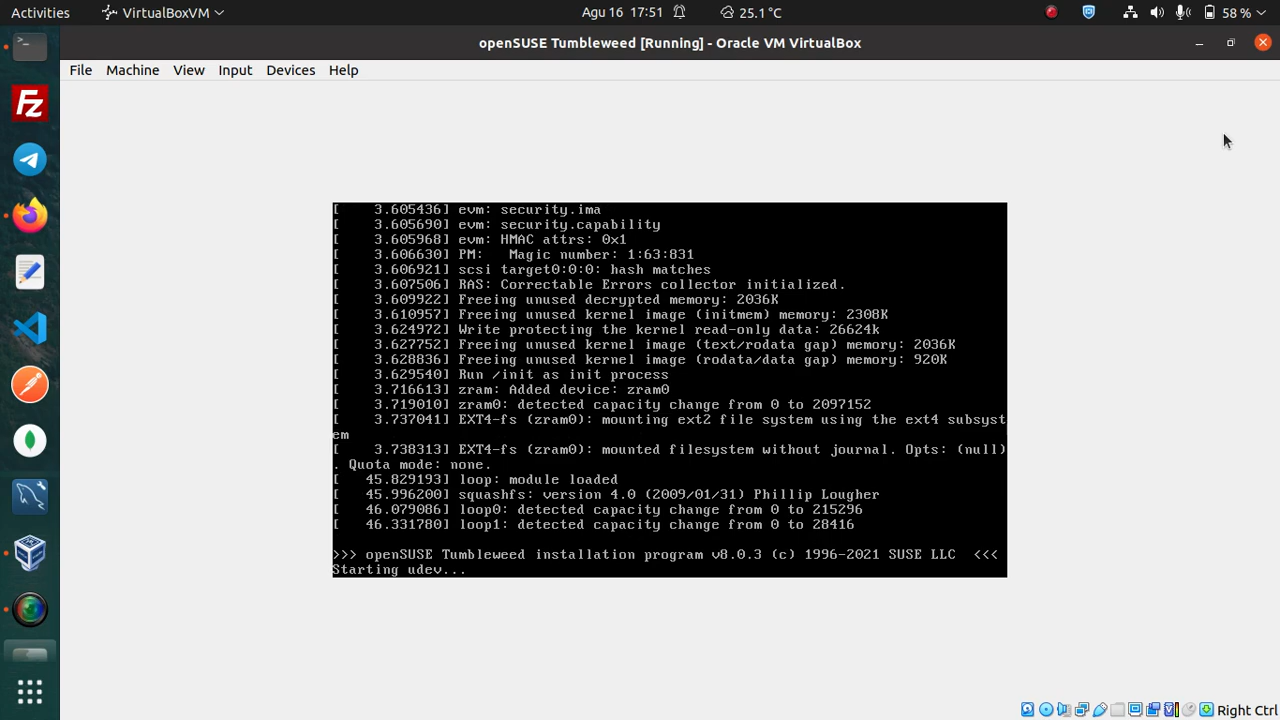 Activities VirtualBoxVM Agu 16 17:51 25.1 °C 58 %
openSUSE Tumbleweed [Running] - Oracle VM VirtualBox
File Machine View Input Devices Help
[    3.605436] evm: security.ima
[    3.605690] evm: security.capability
[    3.605968] evm: HMAC attrs: 0x1
[    3.606630] PM:   Magic number: 1:63:831
[    3.606921] scsi target0:0:0: hash matches
[    3.607506] RAS: Correctable Errors collector initialized.
[    3.609922] Freeing unused decrypted memory: 2036K
[    3.610957] Freeing unused kernel image (initmem) memory: 2308K
[    3.624972] Write protecting the kernel read-only data: 26624k
[    3.627752] Freeing unused kernel image (text/rodata gap) memory: 2036K
[    3.628836] Freeing unused kernel image (rodata/data gap) memory: 920K
[    3.629540] Run /init as init process
[    3.716613] zram: Added device: zram0
[    3.719010] zram0: detected capacity change from 0 to 2097152
[    3.737041] EXT4-fs (zram0): mounting ext2 file system using the ext4 subsyst
em
[    3.738313] EXT4-fs (zram0): mounted filesystem without journal. Opts: (null)
. Quota mode: none.
[   45.829193] loop: module loaded
[   45.996200] squashfs: version 4.0 (2009/01/31) Phillip Lougher
[   46.079086] loop0: detected capacity change from 0 to 215296
[   46.331780] loop1: detected capacity change from 0 to 28416
>>> openSUSE Tumbleweed installation program v8.0.3 (c) 1996-2021 SUSE LLC  <<<
Starting udev...
Right Ctrl